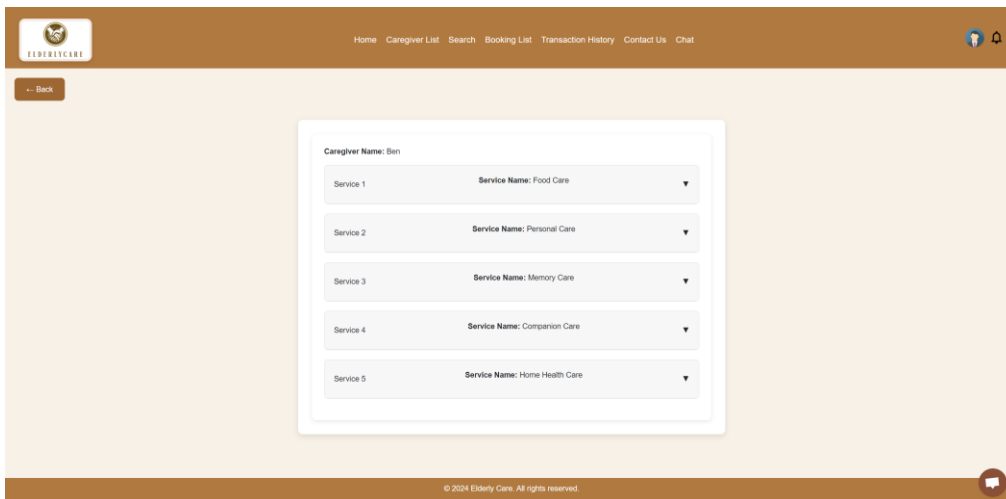 ELDERLYCARE
Home Caregiver List Search Booking List Transaction History Contact Us Chat
← Back
Caregiver Name: Ben
Service 1 Service Name: Food Care ▼
Service 2 Service Name: Personal Care ▼
Service 3 Service Name: Memory Care ▼
Service 4 Service Name: Companion Care ▼
Service 5 Service Name: Home Health Care ▼
© 2024 Elderly Care. All rights reserved.